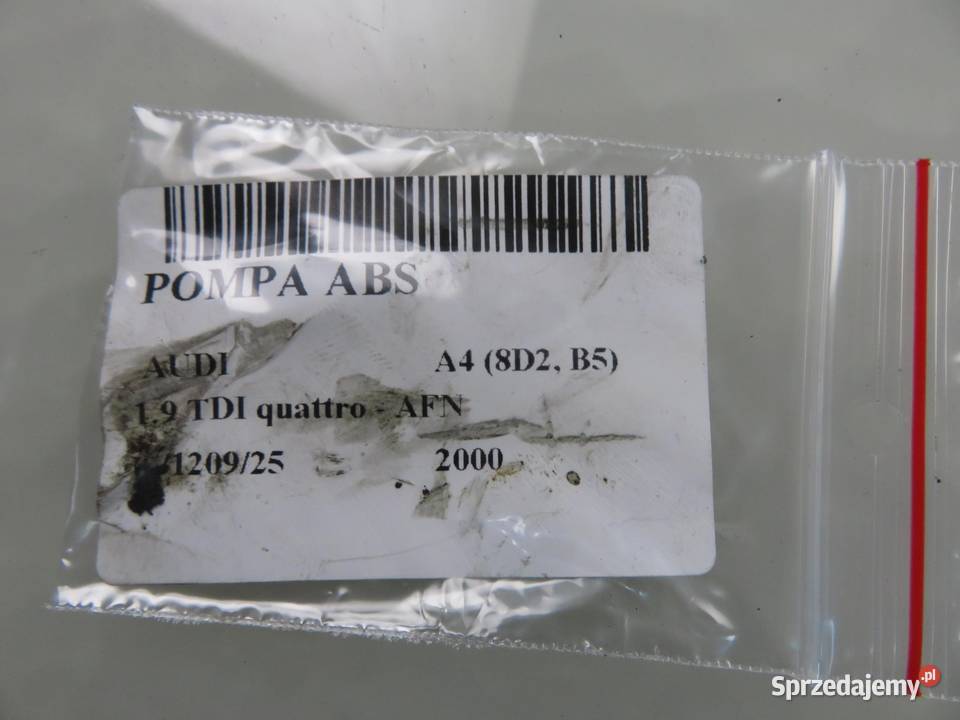 POMPA ABS
AUDI A4 (8D2, B5)
1.9 TDI quattro - AFN
/1209/25 2000
Sprzedajemy.pl